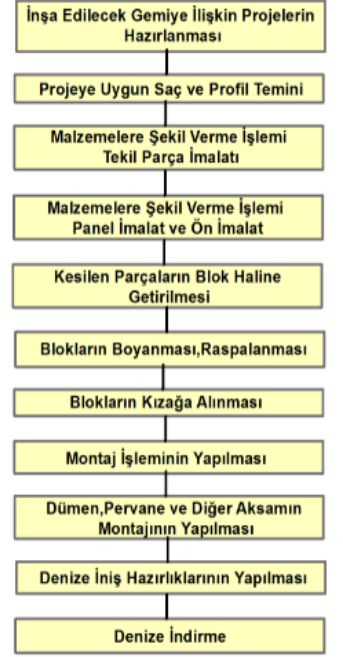 İnşa Edilecek Gemiye İlişkin Projelerin
Hazırlanması
Projeye Uygun Saç ve Profil Temini
Malzemelere Şekil Verme İşlemi
Tekil Parça İmalatı
Malzemelere Şekil Verme İşlemi
Panel İmalat ve Ön İmalat
Kesilen Parçaların Blok Haline
Getirilmesi
Blokların Boyanması,Raspalanması
Blokların Kızağa Alınması
Montaj İşleminin Yapılması
Dümen,Pervane ve Diğer Aksamın
Montajının Yapılması
Denize İniş Hazırlıklarının Yapılması
Denize İndirme